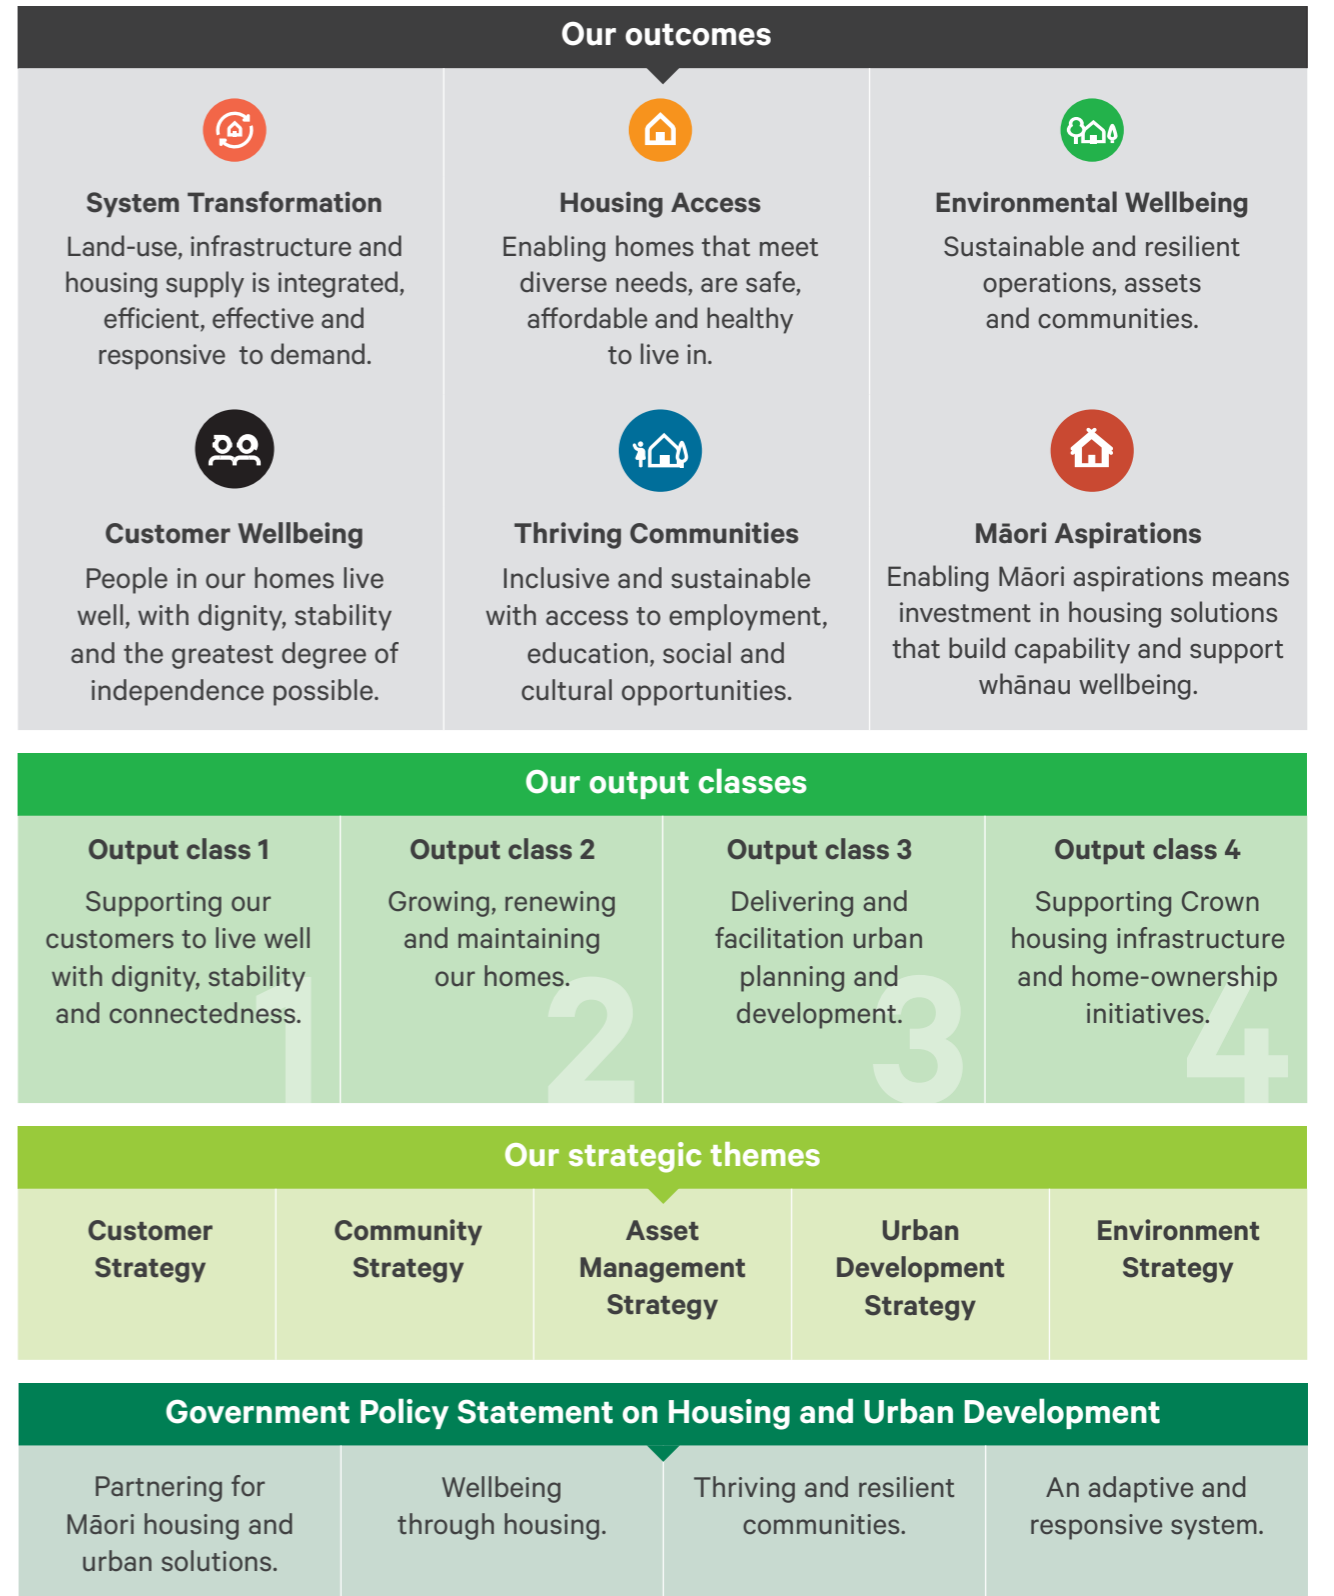 Our outcomes
System Transformation
Land-use, infrastructure and
housing supply is integrated,
efficient, effective and
responsive to demand.
Housing Access
Enabling homes that meet
diverse needs, are safe,
affordable and healthy
to live in.
Environmental Wellbeing
Sustainable and resilient
operations, assets
and communities.
Customer Wellbeing
People in our homes live
well, with dignity, stability
and the greatest degree of
independence possible.
Thriving Communities
Inclusive and sustainable
with access to employment,
education, social and
cultural opportunities.
Māori Aspirations
Enabling Māori aspirations means
investment in housing solutions
that build capability and support
whānau wellbeing.
Our output classes
Output class 1
Supporting our
customers to live well
with dignity, stability
and connectedness.
1
Output class 2
Growing, renewing
and maintaining
our homes.
2
Output class 3
Delivering and
facilitation urban
planning and
development.
3
Output class 4
Supporting Crown
housing infrastructure
and home-ownership
initiatives.
4
Our strategic themes
Customer
Strategy
Community
Strategy
Asset
Management
Strategy
Urban
Development
Strategy
Environment
Strategy
Government Policy Statement on Housing and Urban Development
Partnering for
Māori housing and
urban solutions.
Wellbeing
through housing.
Thriving and resilient
communities.
An adaptive and
responsive system.